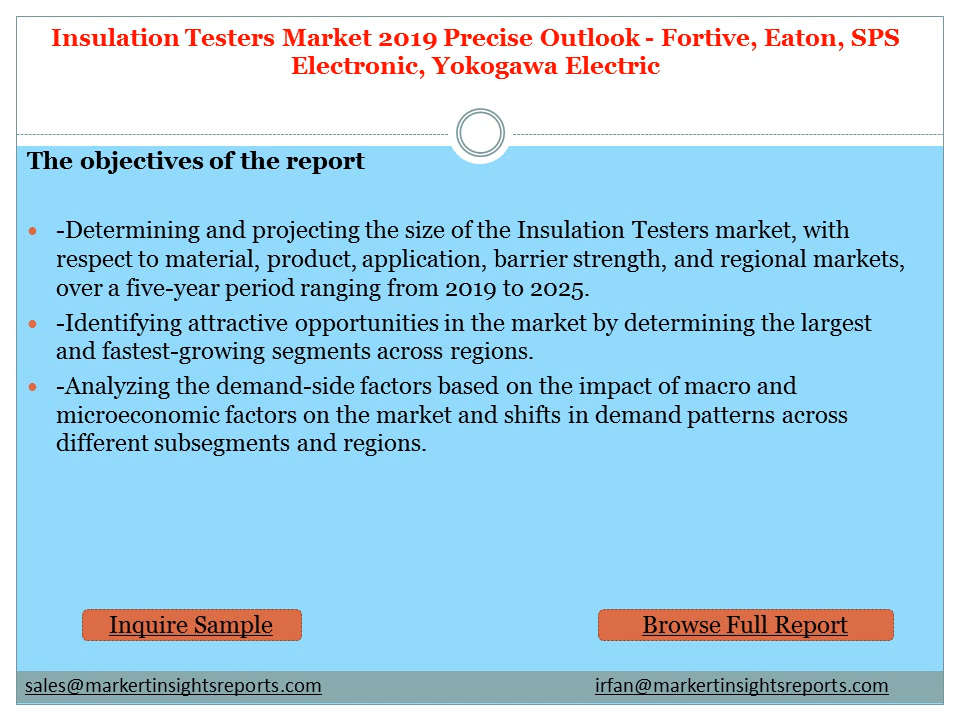 Insulation Testers Market 2019 Precise Outlook - Fortive, Eaton, SPS
Electronic, Yokogawa Electric
The objectives of the report
-Determining and projecting the size of the Insulation Testers market, with
respect to material, product, application, barrier strength, and regional markets,
over a five-year period ranging from 2019 to 2025.
-Identifying attractive opportunities in the market by determining the largest
and fastest-growing segments across regions.
-Analyzing the demand-side factors based on the impact of macro and
microeconomic factors on the market and shifts in demand patterns across
different subsegments and regions.
Inquire Sample
Browse Full Report
sales@markertinsightsreports.com
irfan@markertinsightsreports.com